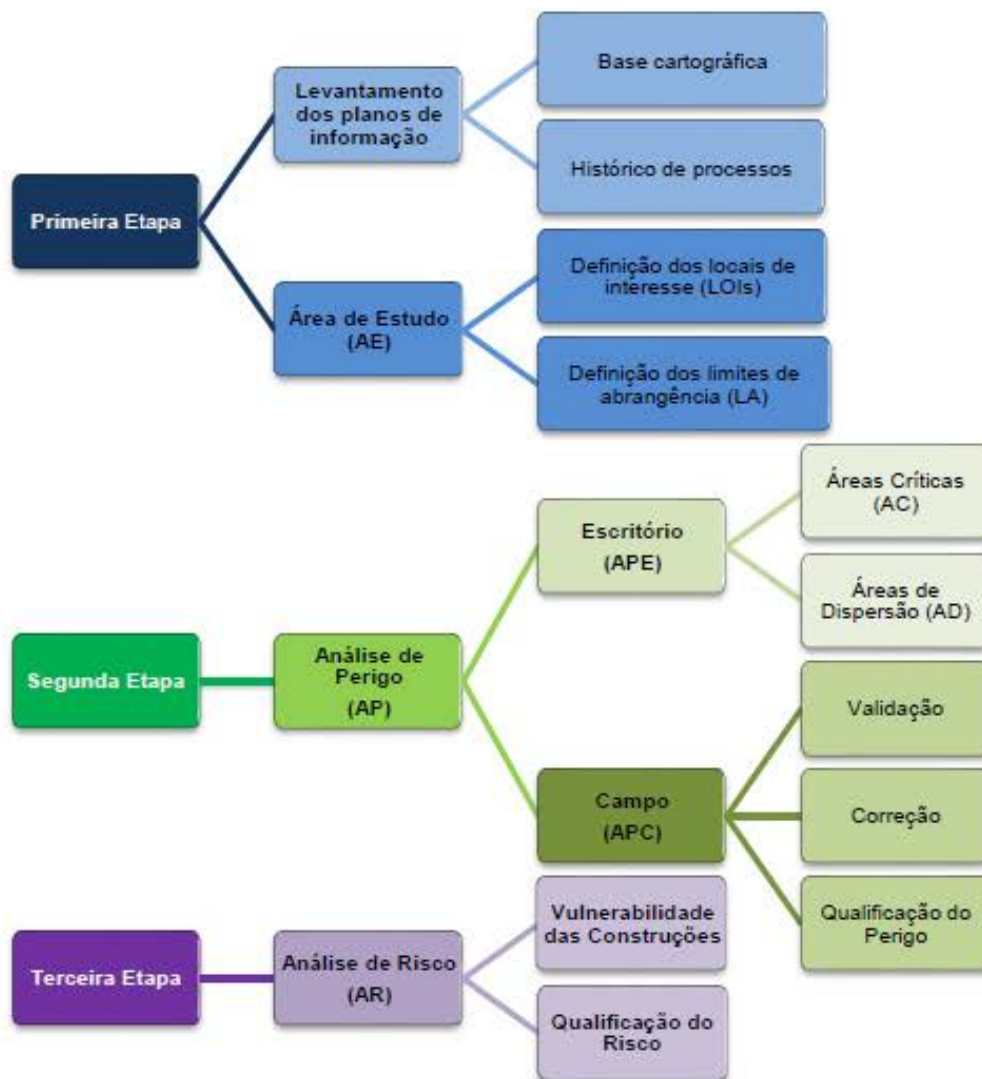 Primeira Etapa
Levantamento
dos planos de
informação
Base cartográfica
Histórico de processos
Área de Estudo
(AE)
Definição dos locais de
interesse (LOIs)
Definição dos limites de
abrangência (LA)
Segunda Etapa
Análise de
Perigo
(AP)
Escritório
(APE)
Áreas Críticas
(AC)
Áreas de
Dispersão (AD)
Campo
(APC)
Validação
Correção
Qualificação do
Perigo
Terceira Etapa
Análise de Risco
(AR)
Vulnerabilidade
das Construções
Qualificação do
Risco